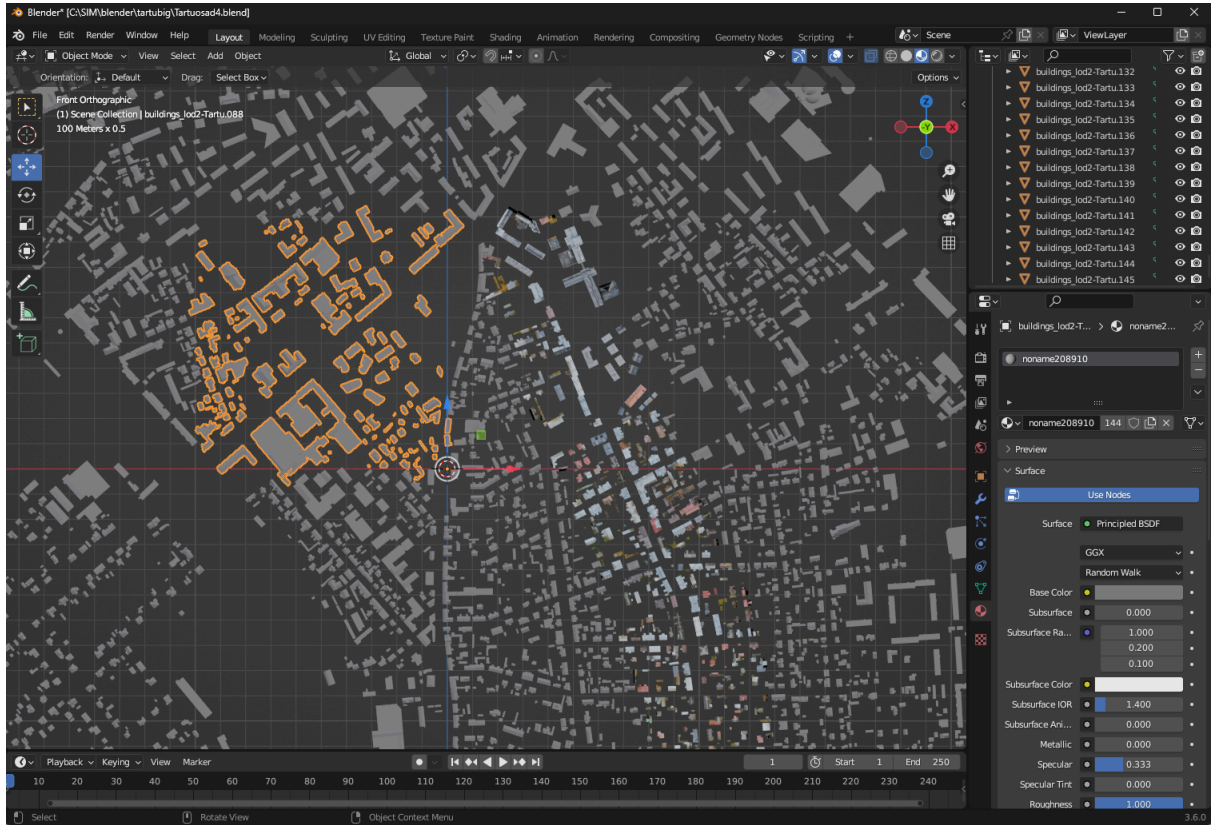 Blender* [C:\SIM\blender\tartubig\Tartuosad4.blend]
File Edit Render Window Help Layout Modeling Sculpting UV Editing Texture Paint Shading Animation Rendering Compositing Geometry Nodes Scripting + Scene ViewLayer
Object Mode View Select Add Object Global
Orientation: Default Drag: Select Box Options
Front Orthographic
(1) Scene Collection | buildings_lod2-Tartu.088
100 Meters x 0.5
Z
-Y
X
buildings_lod2-Tartu.132
buildings_lod2-Tartu.133
buildings_lod2-Tartu.134
buildings_lod2-Tartu.135
buildings_lod2-Tartu.136
buildings_lod2-Tartu.137
buildings_lod2-Tartu.138
buildings_lod2-Tartu.139
buildings_lod2-Tartu.140
buildings_lod2-Tartu.141
buildings_lod2-Tartu.142
buildings_lod2-Tartu.143
buildings_lod2-Tartu.144
buildings_lod2-Tartu.145
buildings_lod2-T... > noname2...
noname208910
noname208910 144
Preview
Surface
Use Nodes
Surface Principled BSDF
GGX
Random Walk
Base Color
Subsurface 0.000
Subsurface Ra... 1.000
0.200
0.100
Subsurface Color
Subsurface IOR 1.400
Subsurface Ani... 0.000
Metallic 0.000
Specular 0.333
Specular Tint 0.000
Roughness 1.000
Playback Keying View Marker 1 Start 1 End 250
10 20 30 40 50 60 70 80 90 100 110 120 130 140 150 160 170 180 190 200 210 220 230 240
Select Rotate View Object Context Menu 3.6.0